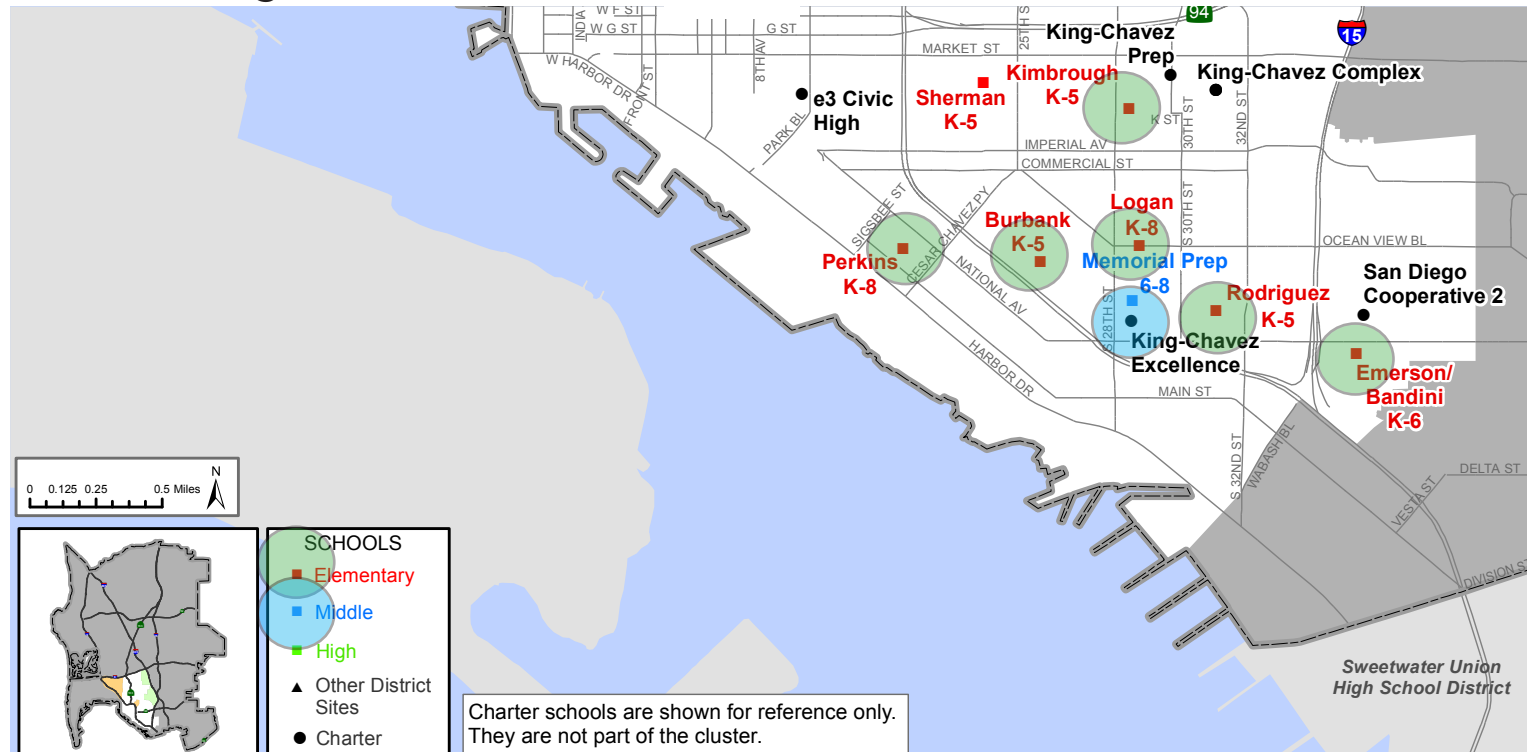 W F ST
W G ST
INDIA
G ST
8TH AV
FRONT ST
W HARBOR DR
MARKET ST
25TH S
94
15
King-Chavez
Prep
King-Chavez Complex
Kimbrough
K-5
Sherman
K-5
e3 Civic
High
PARK BL
K ST
30TH ST
32ND ST
IMPERIAL AV
COMMERCIAL ST
SIGSBEE ST
CESAR CHAVEZ PY
Burbank
K-5
Logan
K-8
S 30TH ST
OCEAN VIEW BL
Perkins
K-8
NATIONAL AV
Memorial Prep
6-8
S 28TH ST
Rodriguez
K-5
San Diego
Cooperative 2
King-Chavez
Excellence
HARBOR DR
MAIN ST
Emerson/
Bandini
K-6
S 32ND ST
WABASH BL
VESTA ST
DELTA ST
DIVISION ST
Sweetwater Union
High School District
N
0 0.125 0.25 0.5 Miles
SCHOOLS
Elementary
Middle
High
Other District
Sites
Charter
Charter schools are shown for reference only.
They are not part of the cluster.